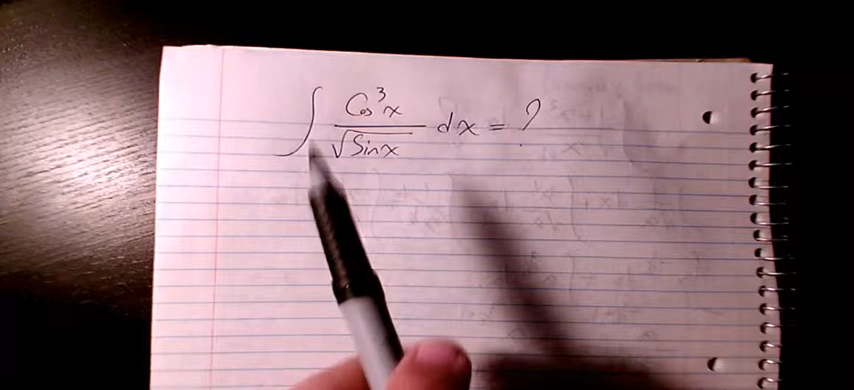 ∫ Cos³x / √Sinx dx = ?